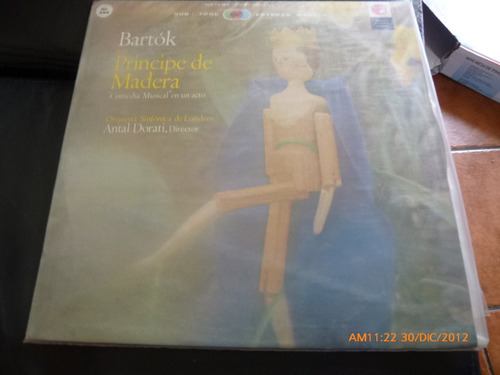 Bartók
Principe de
Madera
Comedia Musical en un acto
Orquesta Sinfónica de Londres
Antal Dorati, Director
AM11:22 30/DIC/2012